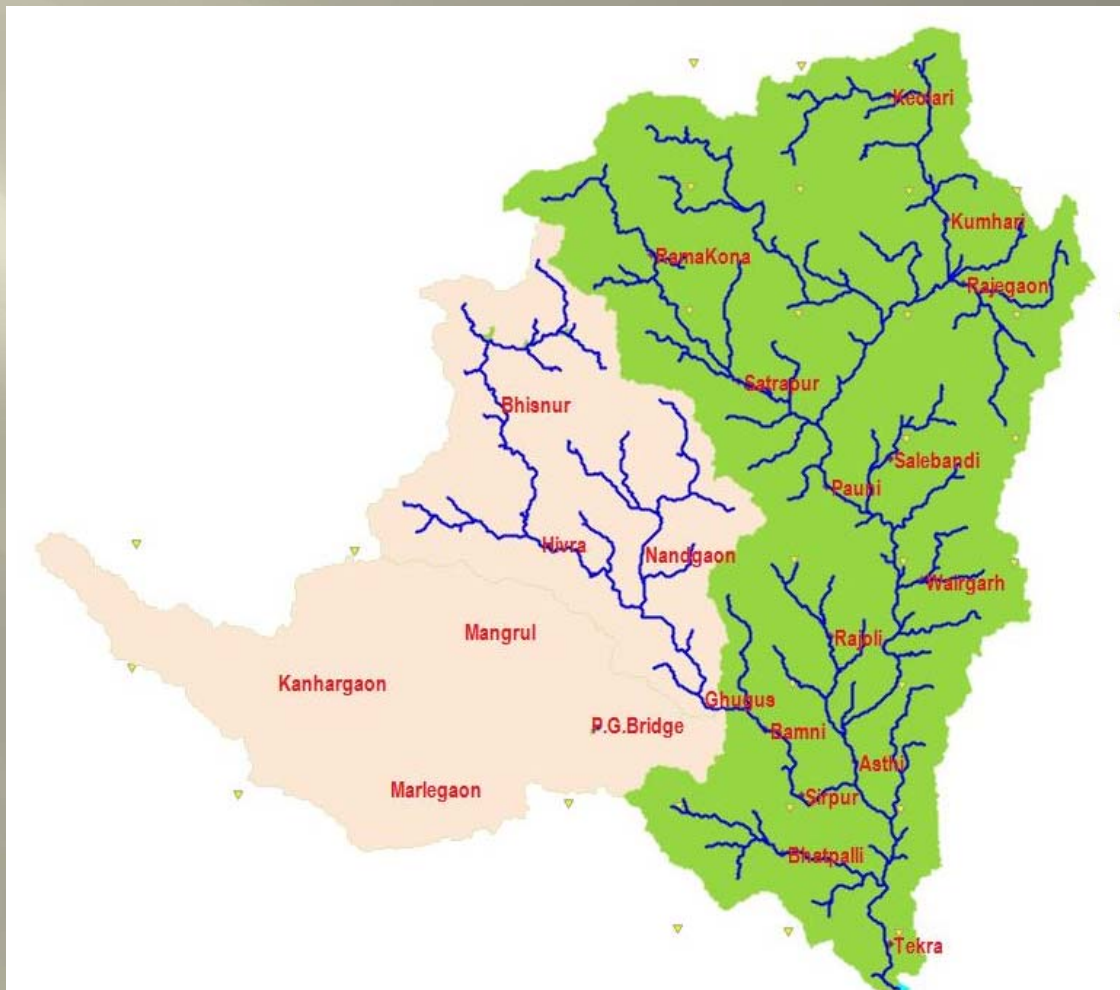 Keolari
Kumhari
RamaKona
Rajegaon
Satrapur
Bhisnur
Salebandi
Pauni
Hivra
Nandgaon
Wairgarh
Mangrul
Rajoli
Kanhargaon
Ghugus
P.G.Bridge
Bamni
Asthi
Marlegaon
Sirpur
Bhatpalli
Tekra